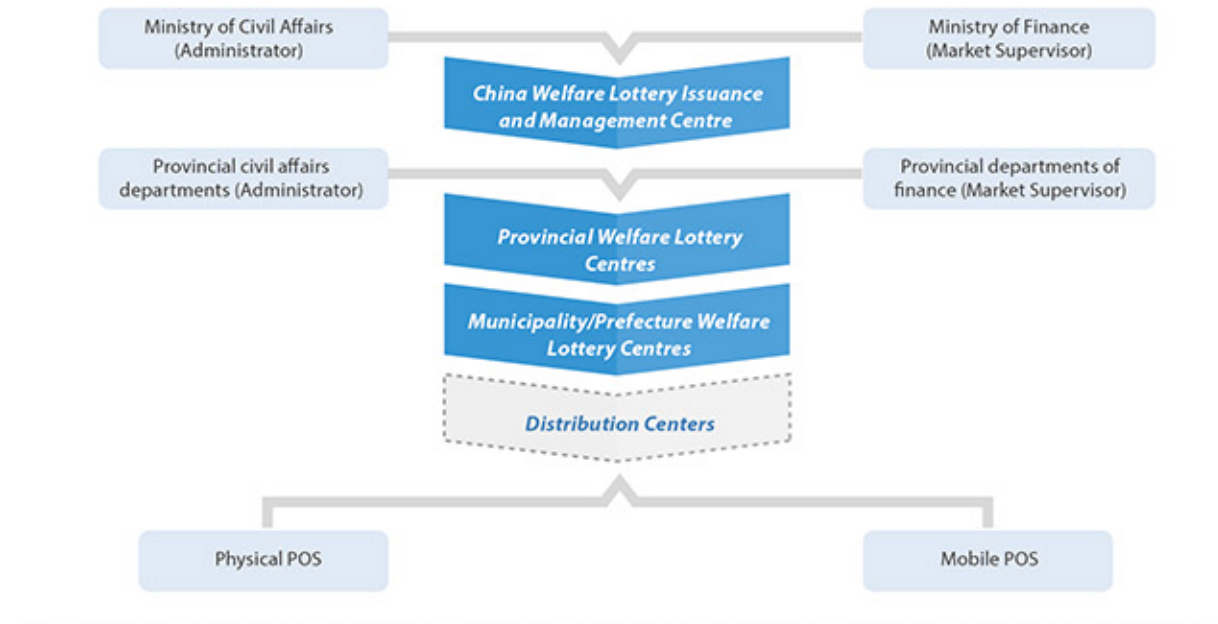 Ministry of Civil Affairs
(Administrator)
Ministry of Finance
(Market Supervisor)
China Welfare Lottery Issuance
and Management Centre
Provincial civil affairs
departments (Administrator)
Provincial departments of
finance (Market Supervisor)
Provincial Welfare Lottery
Centres
Municipality/Prefecture Welfare
Lottery Centres
Distribution Centers
Physical POS
Mobile POS